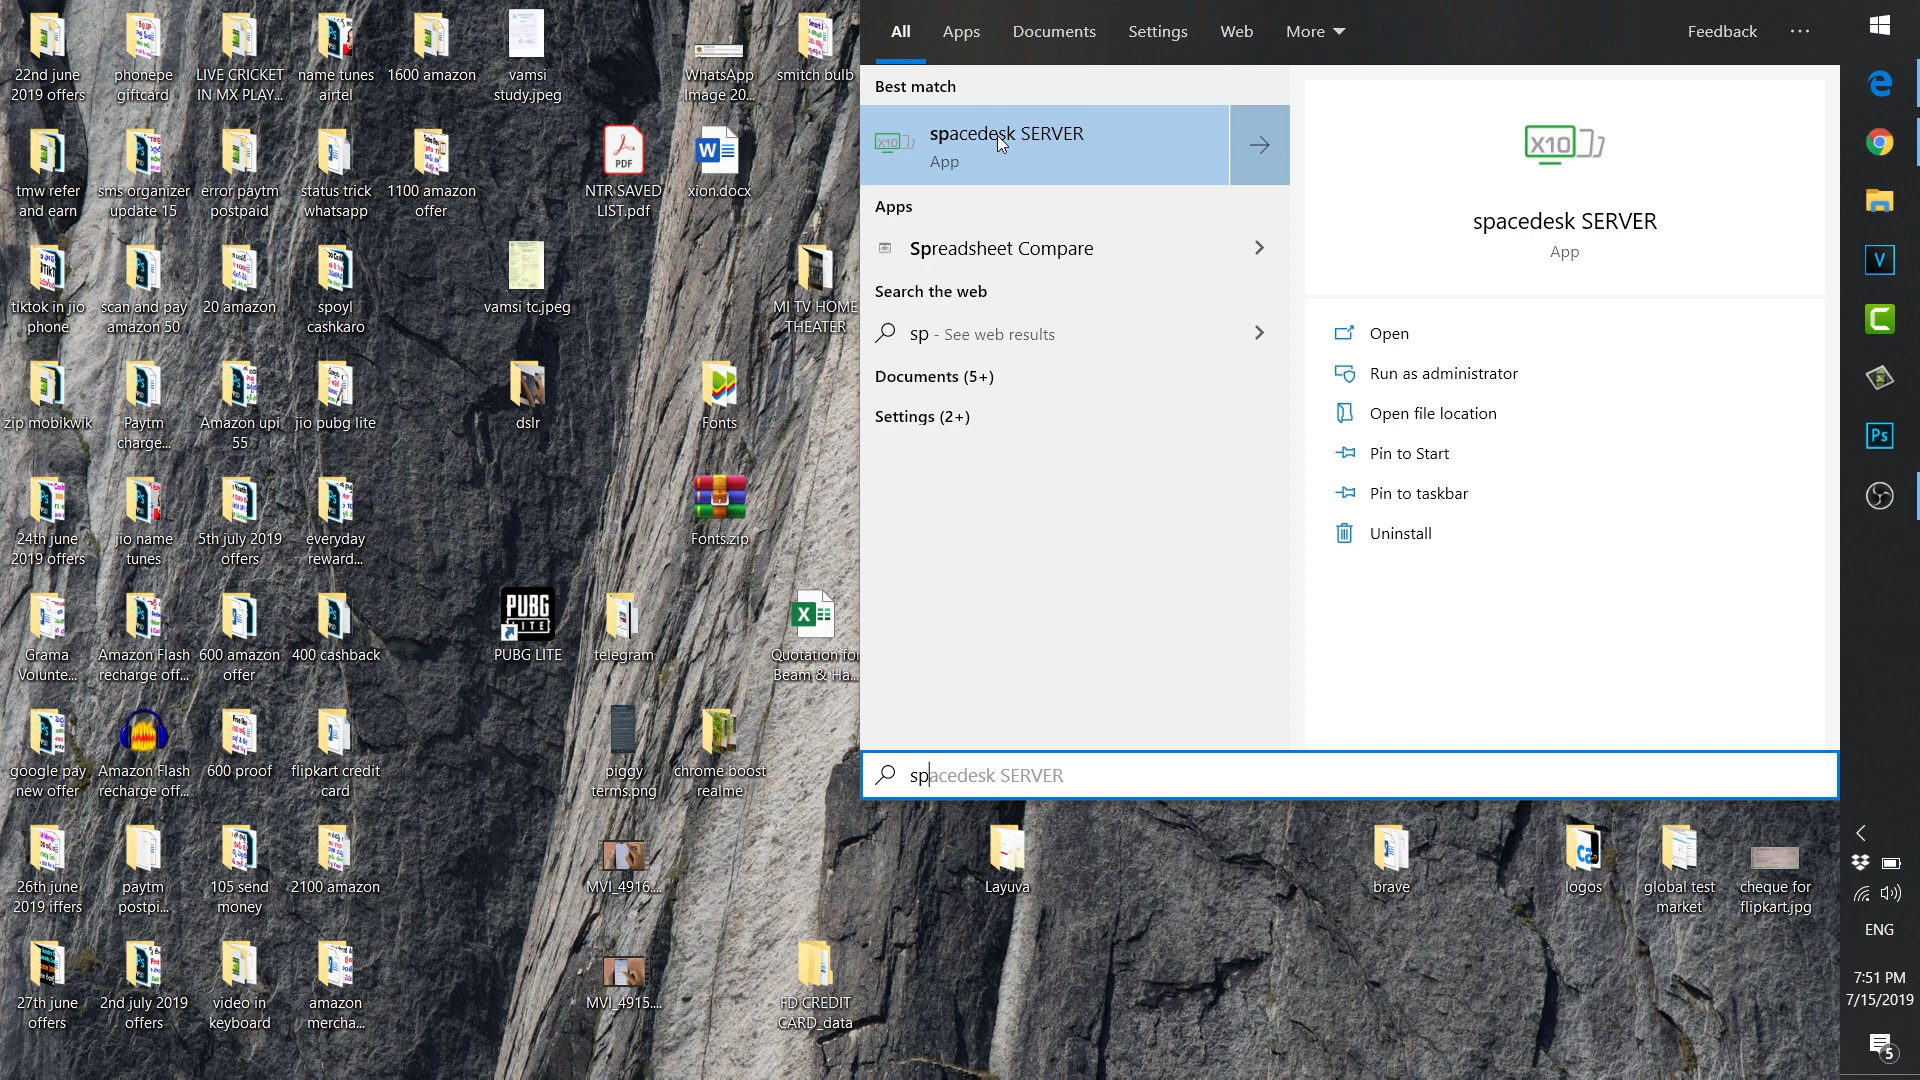 22nd june
2019 offers
phonepe
giftcard
LIVE CRICKET
IN MX PLAY...
name tunes
airtel
1600 amazon
vamsi
study.jpeg
WhatsApp
Image 20...
smitch bulb
tmw refer
and earn
sms organizer
update 15
error paytm
postpaid
status trick
whatsapp
1100 amazon
offer
PDF
NTR SAVED
LIST.pdf
xion.docx
tiktok in jio
phone
scan and pay
amazon 50
20 amazon
spoyl
cashkaro
vamsi tc.jpeg
MI TV HOME
THEATER
zip mobikwik
Paytm
charge...
Amazon upi
55
jio pubg lite
dslr
Fonts
24th june
2019 offers
jio name
tunes
5th july 2019
offers
everyday
reward...
Fonts.zip
Grama
Volunte...
Amazon Flash
recharge off...
600 amazon
offer
400 cashback
PUBG
LITE
PUBG LITE
telegram
Quotation for
Beam & Ha...
google pay
new offer
Amazon Flash
recharge off...
600 proof
flipkart credit
card
piggy
terms.png
chrome boost
realme
26th june
2019 iffers
paytm
postpi...
105 send
money
2100 amazon
MVI_4916....
Layuva
brave
logos
global test
market
cheque for
flipkart.jpg
27th june
offers
2nd july 2019
offers
video in
keyboard
amazon
mercha...
MVI_4915....
FD CREDIT
CARD_data
All
Apps
Documents
Settings
Web
More
Feedback
Best match
X10
spacedesk SERVER
App
Apps
Spreadsheet Compare
Search the web
sp - See web results
Documents (5+)
Settings (2+)
X10
spacedesk SERVER
App
Open
Run as administrator
Open file location
Pin to Start
Pin to taskbar
Uninstall
spacedesk SERVER
V
Ps
ENG
7:51 PM
7/15/2019
5